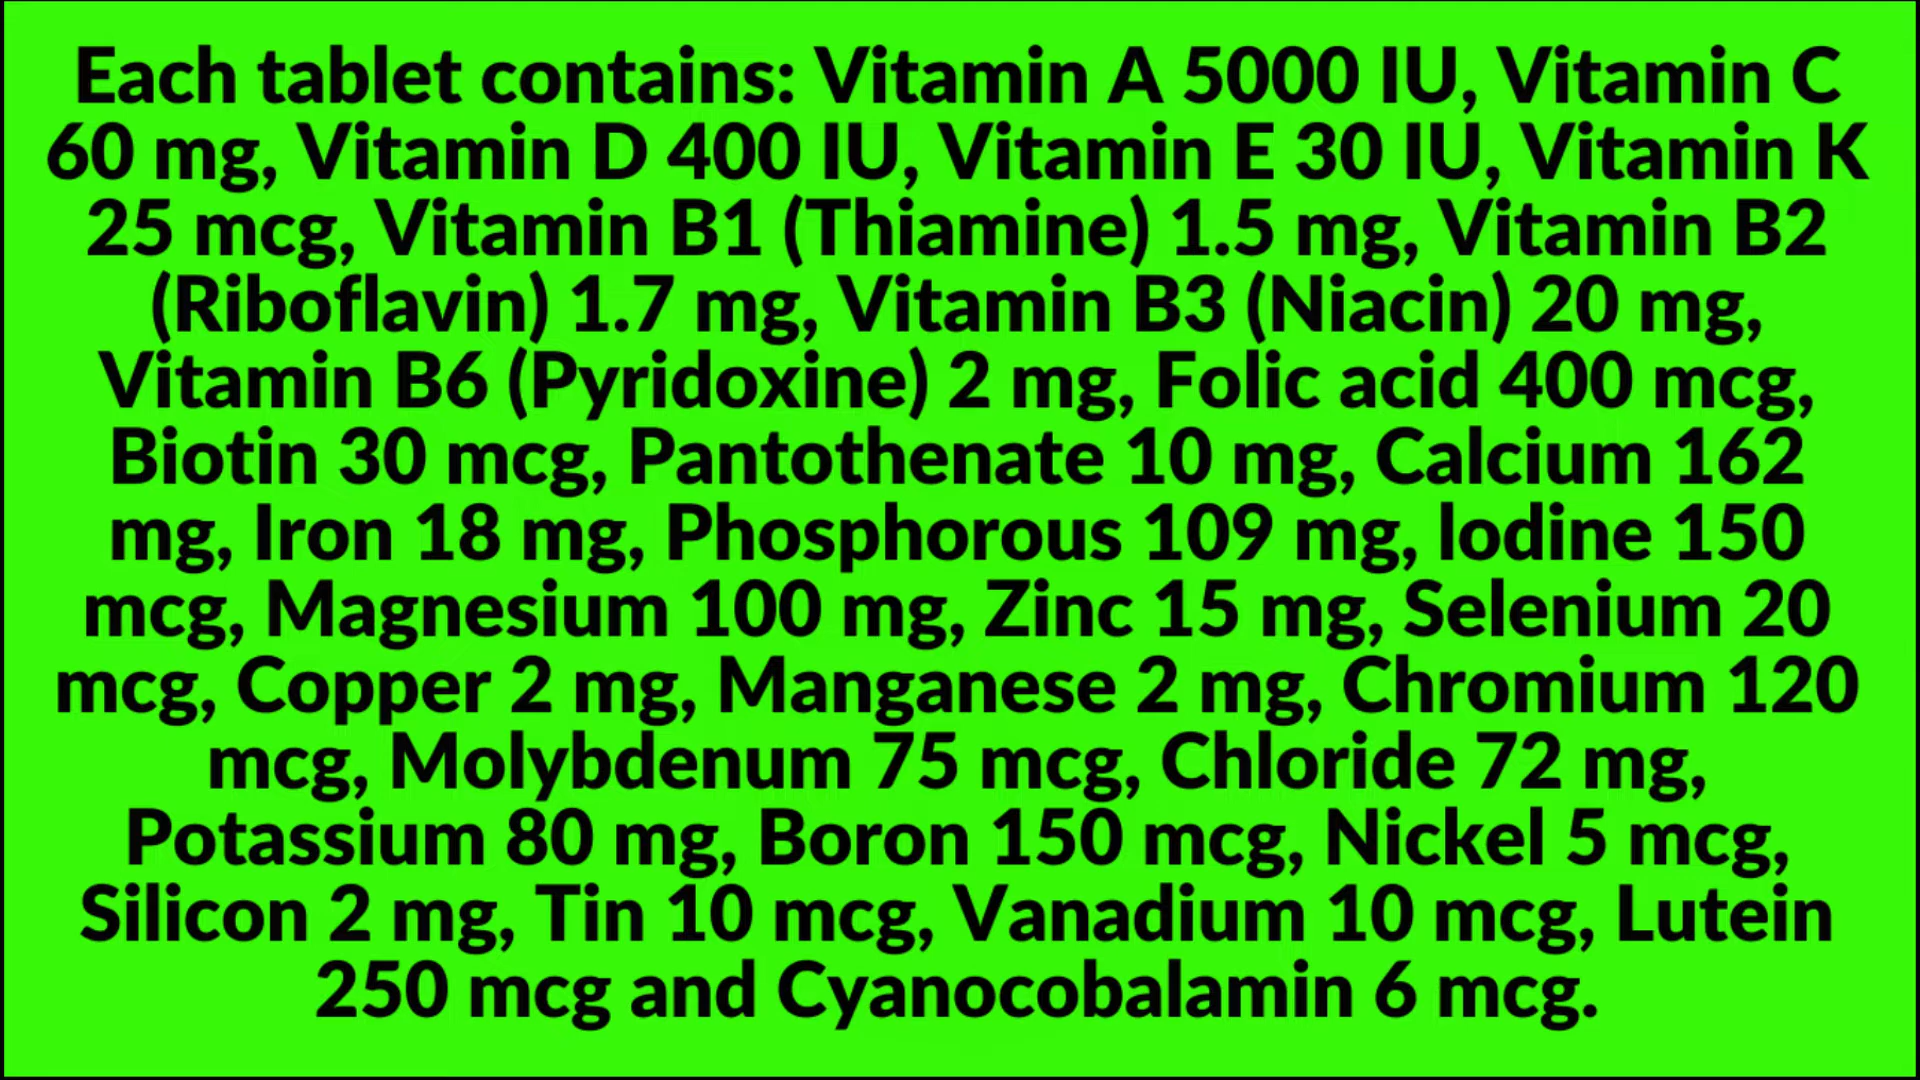 Each tablet contains: Vitamin A 5000 IU, Vitamin C
60 mg, Vitamin D 400 IU, Vitamin E 30 IU, Vitamin K
25 mcg, Vitamin B1 (Thiamine) 1.5 mg, Vitamin B2
(Riboflavin) 1.7 mg, Vitamin B3 (Niacin) 20 mg,
Vitamin B6 (Pyridoxine) 2 mg, Folic acid 400 mcg,
Biotin 30 mcg, Pantothenate 10 mg, Calcium 162
mg, Iron 18 mg, Phosphorous 109 mg, lodine 150
mcg, Magnesium 100 mg, Zinc 15 mg, Selenium 20
mcg, Copper 2 mg, Manganese 2 mg, Chromium 120
mcg, Molybdenum 75 mcg, Chloride 72 mg,
Potassium 80 mg, Boron 150 mcg, Nickel 5 mcg,
Silicon 2 mg, Tin 10 mcg, Vanadium 10 mcg, Lutein
250 mcg and Cyanocobalamin 6 mcg.